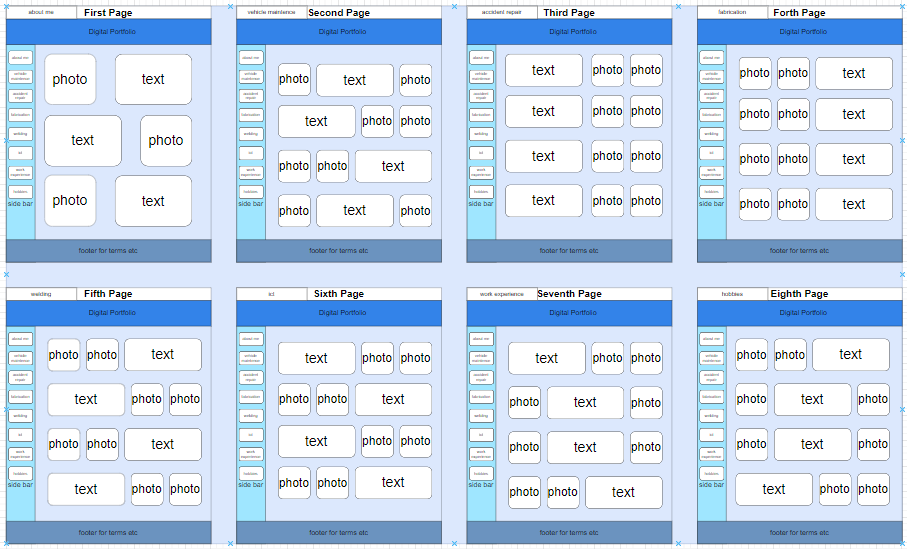 about me First Page
Digital Portfolio
about me
vehicle
accident
repair
fabrication
welding
ict
work
experience
hobbies
side bar
photo text
text photo
photo text
footer for terms etc
vehicle maintence Second Page
Digital Portfolio
about me
vehicle
accident
repair
fabrication
welding
ict
work
experience
hobbies
side bar
photo text photo
text photo photo
photo photo text
photo text photo
footer for terms etc
accident repair Third Page
Digital Portfolio
about me
vehicle
accident
repair
fabrication
welding
ict
work
experience
hobbies
side bar
text photo photo
text photo photo
text photo photo
text photo photo
footer for terms etc
fabrication Forth Page
Digital Portfolio
about me
vehicle
accident
repair
fabrication
welding
ict
work
experience
hobbies
side bar
photo photo text
photo photo text
photo photo text
photo photo text
footer for terms etc
welding Fifth Page
Digital Portfolio
about me
vehicle
accident
repair
fabrication
welding
ict
work
experience
hobbies
side bar
photo photo text
text photo photo
photo photo text
text photo photo
footer for terms etc
ict Sixth Page
Digital Portfolio
about me
vehicle
accident
repair
fabrication
welding
ict
work
experience
hobbies
side bar
text photo photo
photo photo text
text photo photo
photo photo text
footer for terms etc
work experience Seventh Page
Digital Portfolio
about me
vehicle
accident
repair
fabrication
welding
ict
work
experience
hobbies
side bar
text photo photo
photo text photo
photo text photo
photo photo text
footer for terms etc
hobbies Eighth Page
Digital Portfolio
about me
vehicle
accident
repair
fabrication
welding
ict
work
experience
hobbies
side bar
photo photo text
photo text photo
photo text photo
text photo photo
footer for terms etc